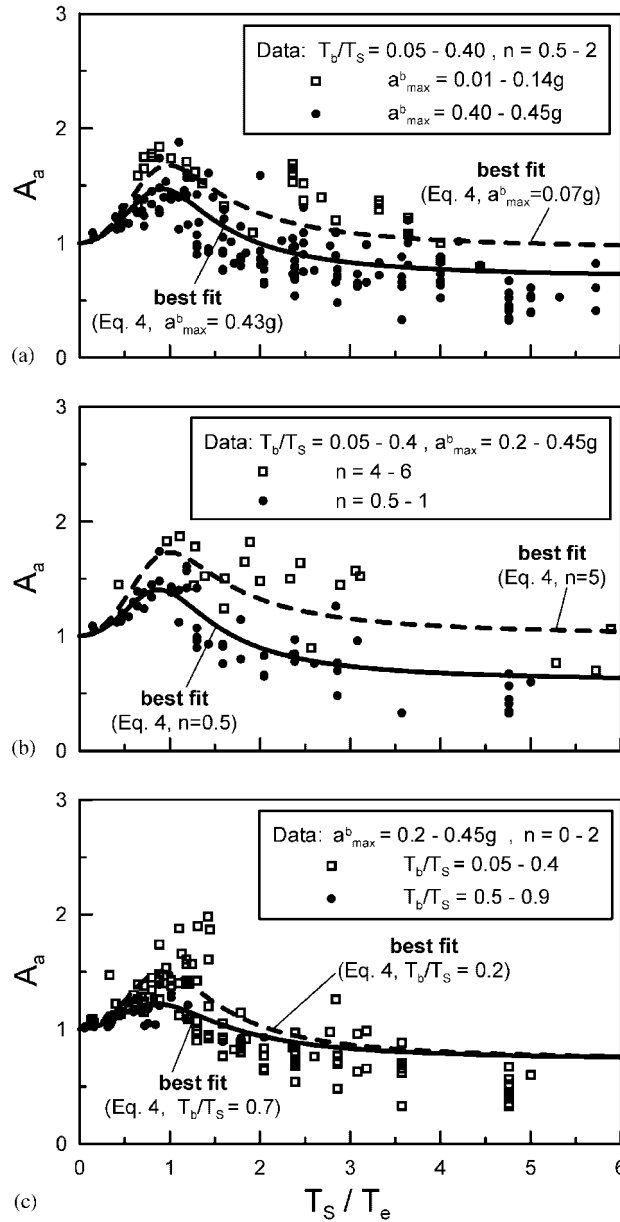 3
Data: T_b/T_S = 0.05 - 0.40 , n = 0.5 - 2
a^b_max = 0.01 - 0.14g
a^b_max = 0.40 - 0.45g
2
A_a
best fit
(Eq. 4, a^b_max=0.07g)
1
best fit
(Eq. 4, a^b_max= 0.43g)
(a)
0
3
Data: T_b/T_S = 0.05 - 0.4 , a^b_max = 0.2 - 0.45g
n = 4 - 6
n = 0.5 - 1
2
A_a
best fit
(Eq. 4, n=5)
1
best fit
(Eq. 4, n=0.5)
(b)
0
3
Data: a^b_max = 0.2 - 0.45g , n = 0 - 2
T_b/T_S = 0.05 - 0.4
T_b/T_S = 0.5 - 0.9
2
A_a
best fit
(Eq. 4, T_b/T_S = 0.2)
1
best fit
(Eq. 4, T_b/T_S = 0.7)
0
0 1 2 3 4 5 6
(c)
T_S / T_e